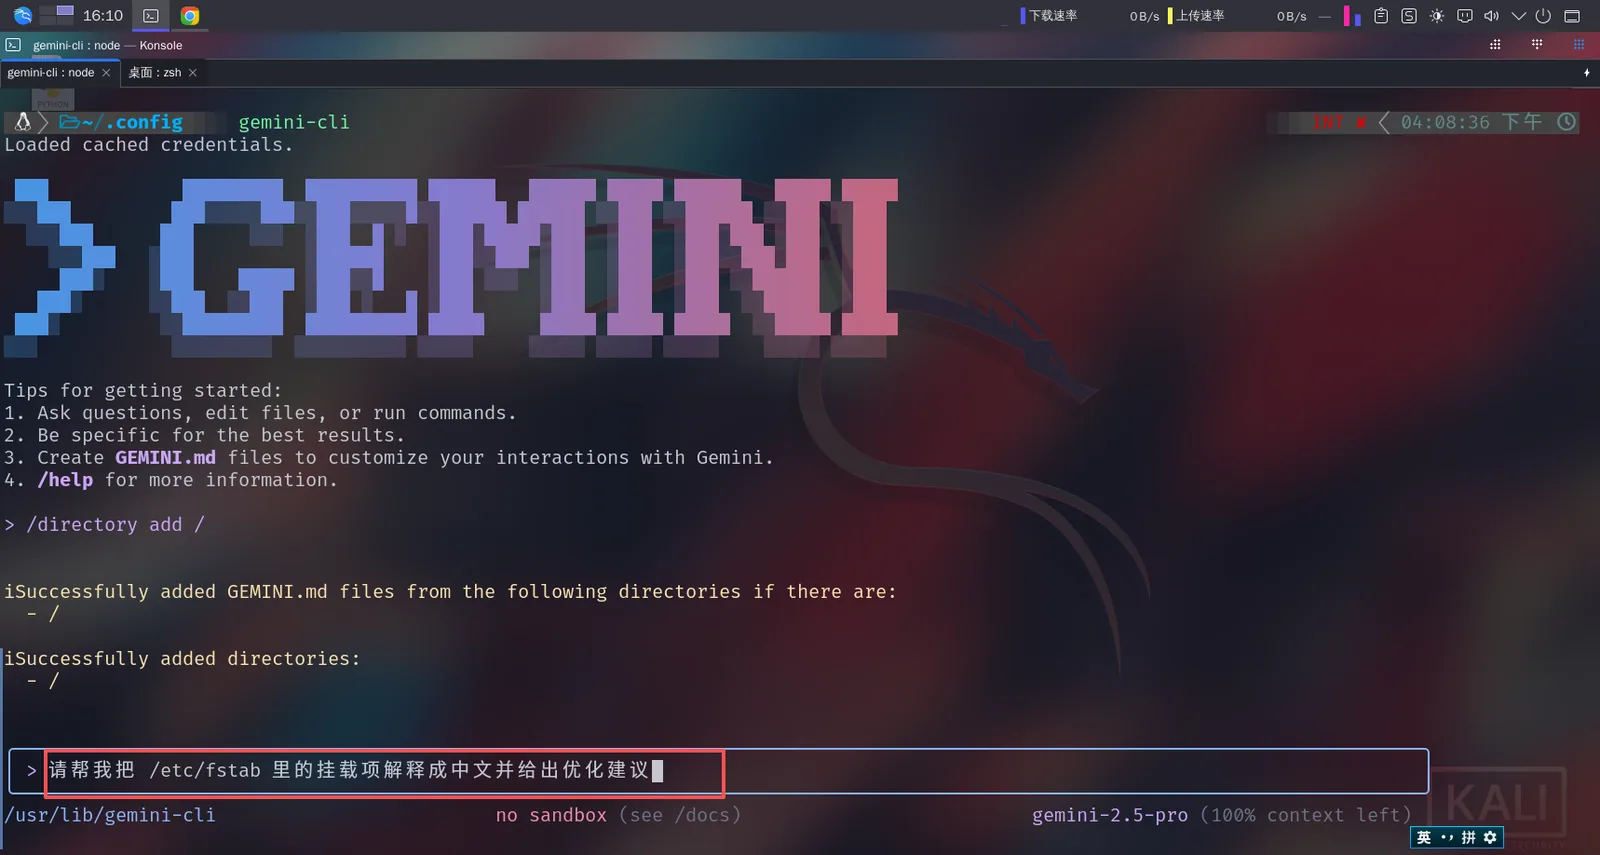 16:10
下载速率 0B/s 上传速率 0B/s
gemini-cli : node — Konsole
gemini-cli : node × 桌面 : zsh ×
PYTHON
~/.config gemini-cli INT ✘ 04:08:36 下午
Loaded cached credentials.
> GEMINI
Tips for getting started:
1. Ask questions, edit files, or run commands.
2. Be specific for the best results.
3. Create GEMINI.md files to customize your interactions with Gemini.
4. /help for more information.
> /directory add /
iSuccessfully added GEMINI.md files from the following directories if there are:
- /
iSuccessfully added directories:
- /
> 请帮我把 /etc/fstab 里的挂载项解释成中文并给出优化建议
/usr/lib/gemini-cli no sandbox (see /docs) gemini-2.5-pro (100% context left)
KALI
英 拼